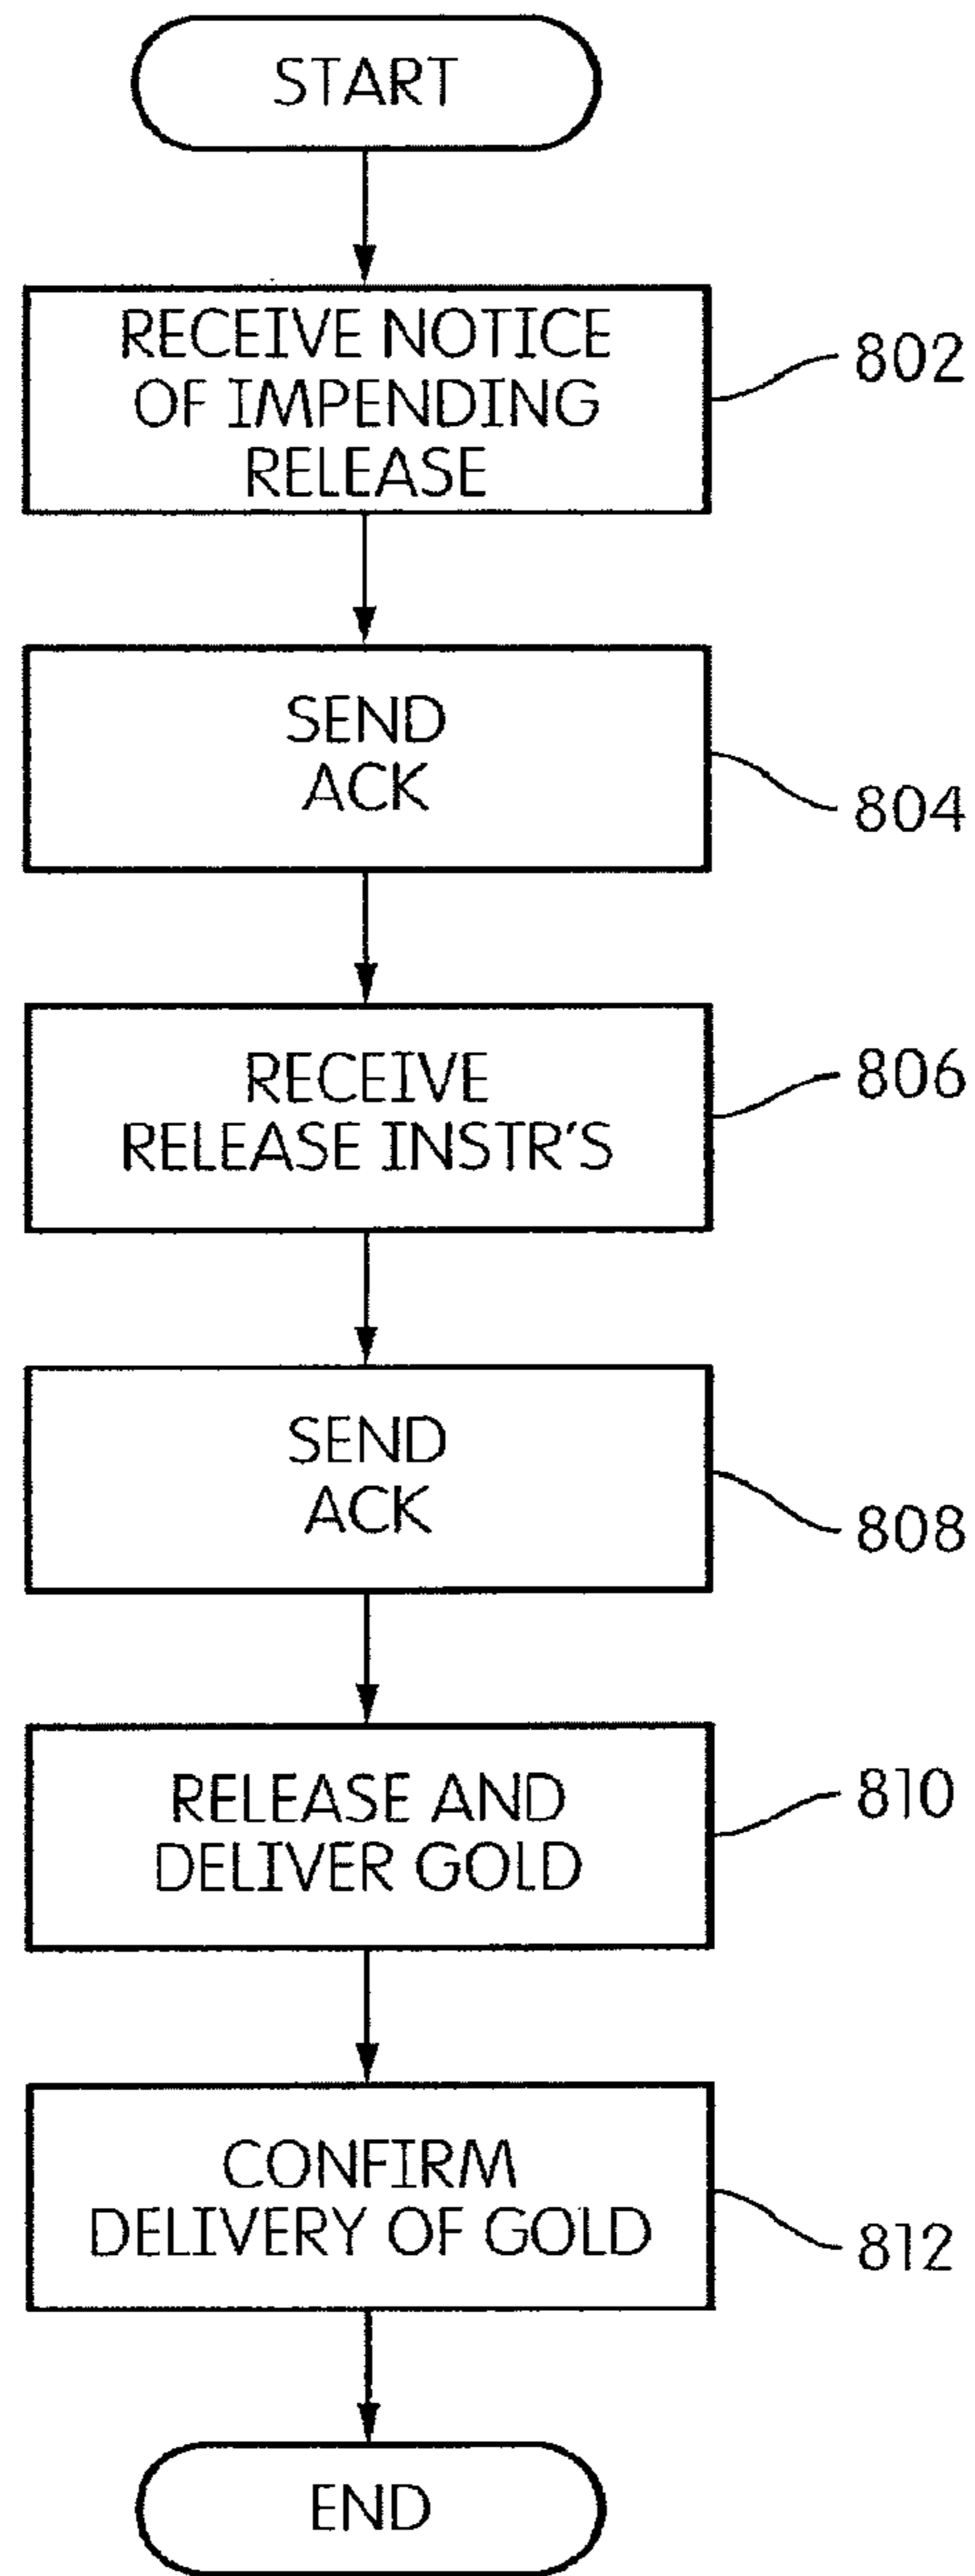 START
RECEIVE NOTICE
OF IMPENDING
RELEASE
802
SEND
ACK
804
RECEIVE
RELEASE INSTR'S
806
SEND
ACK
808
RELEASE AND
DELIVER GOLD
810
CONFIRM
DELIVERY OF GOLD
812
END